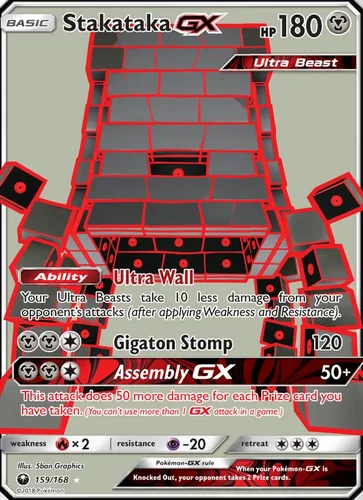 BASIC Stakataka GX HP 180
Ultra Beast
Ability Ultra Wall
Your Ultra Beasts take 10 less damage from your
opponent's attacks (after applying Weakness and Resistance).
Gigaton Stomp 120
Assembly GX 50+
This attack does 50 more damage for each Prize card you
have taken. (You can't use more than 1 GX attack in a game.)
weakness ×2 resistance -20 retreat
Illus. 5ban Graphics
Pokémon-GX rule
When your Pokémon-GX is
Knocked Out, your opponent takes 2 Prize cards.
159/168
©2018 Pokémon